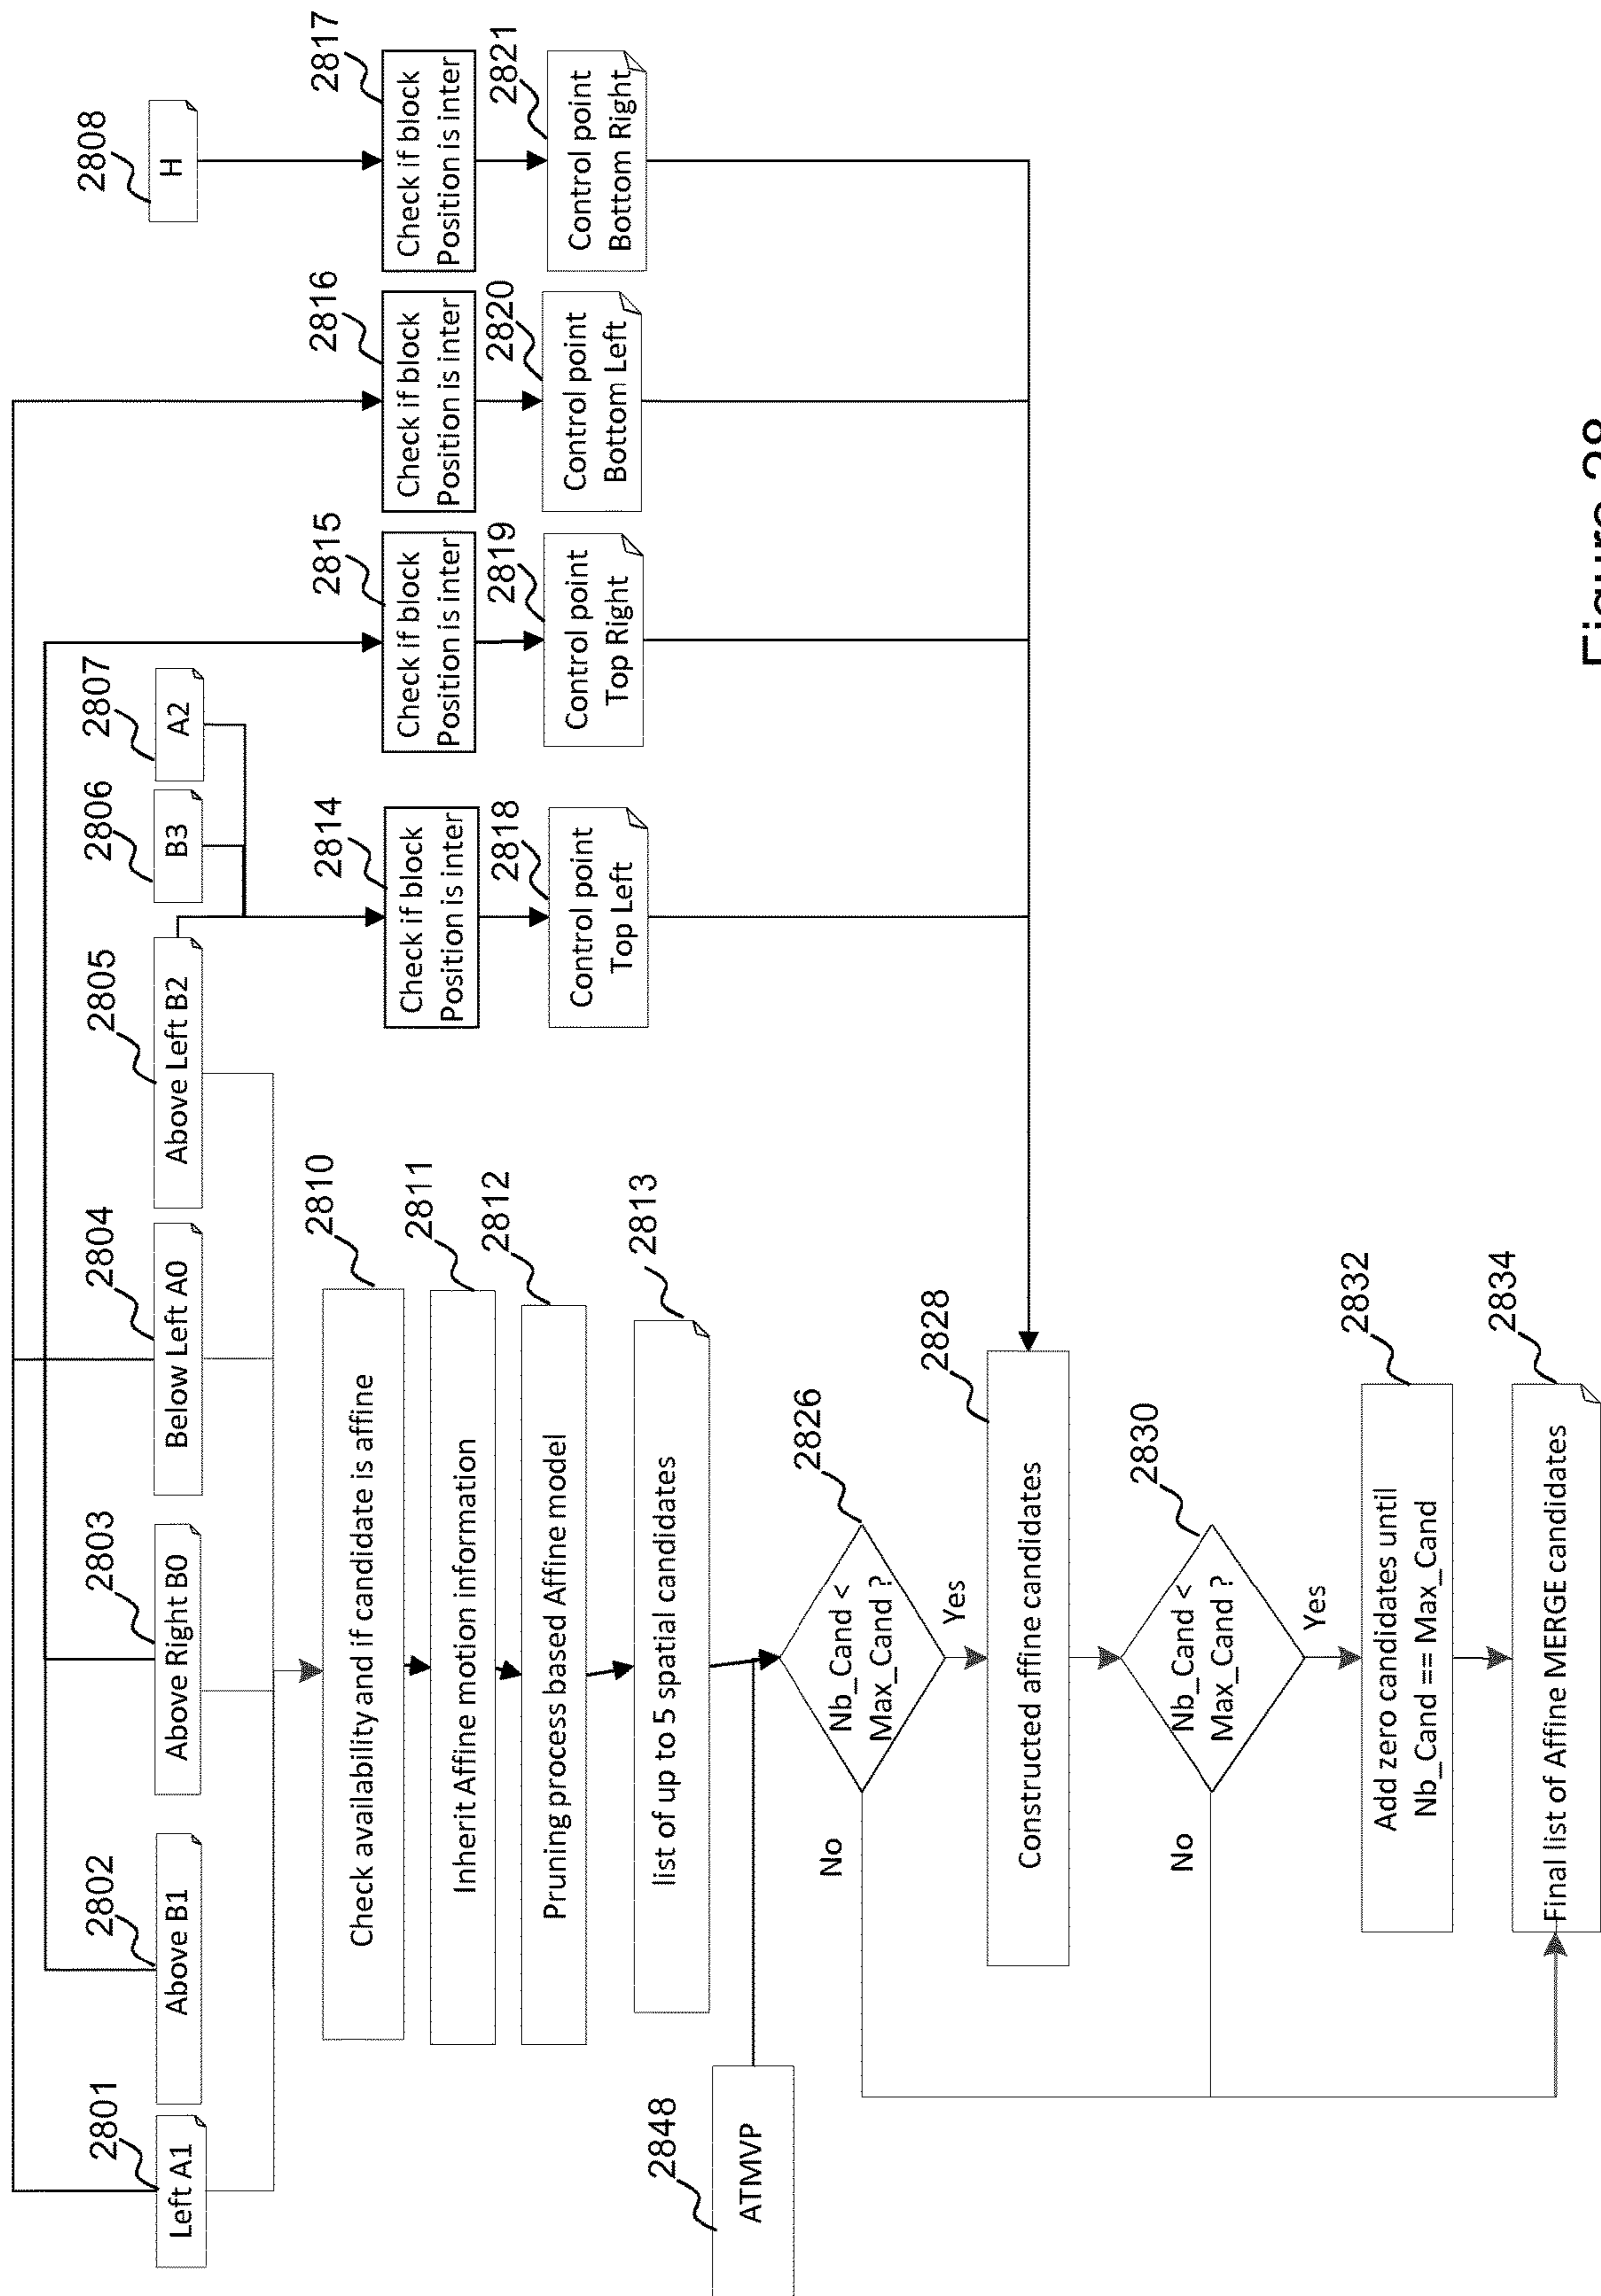 2801
Left A1
2802
Above B1
2803
Above Right B0
2804
Below Left A0
2805
Above Left B2
2806
B3
2807
A2
2808
H
2810
Check availability and if candidate is affine
2811
Inherit Affine motion information
2812
Pruning process based Affine model
2813
list of up to 5 spatial candidates
2814
Check if block
Position is inter
2815
Check if block
Position is inter
2816
Check if block
Position is inter
2817
Check if block
Position is inter
2818
Control point
Top Left
2819
Control point
Top Right
2820
Control point
Bottom Left
2821
Control point
Bottom Right
2848
ATMVP
2826
Nb_Cand <
Max_Cand ?
No
Yes
2828
Constructed affine candidates
2830
Nb_Cand <
Max_Cand ?
No
Yes
2832
Add zero candidates until
Nb_Cand == Max_Cand
2834
Final list of Affine MERGE candidates
Figure 28